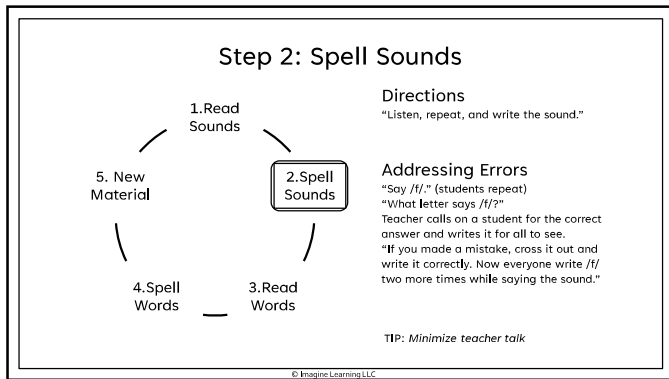 Step 2: Spell Sounds
1.Read
Sounds
2.Spell
Sounds
3.Read
Words
4.Spell
Words
5. New
Material
Directions
“Listen, repeat, and write the sound.”
Addressing Errors
“Say /f/.” (students repeat)
“What letter says /f/?”
Teacher calls on a student for the correct
answer and writes it for all to see.
“If you made a mistake, cross it out and
write it correctly. Now everyone write /f/
two more times while saying the sound.”
TIP: Minimize teacher talk
© Imagine Learning LLC